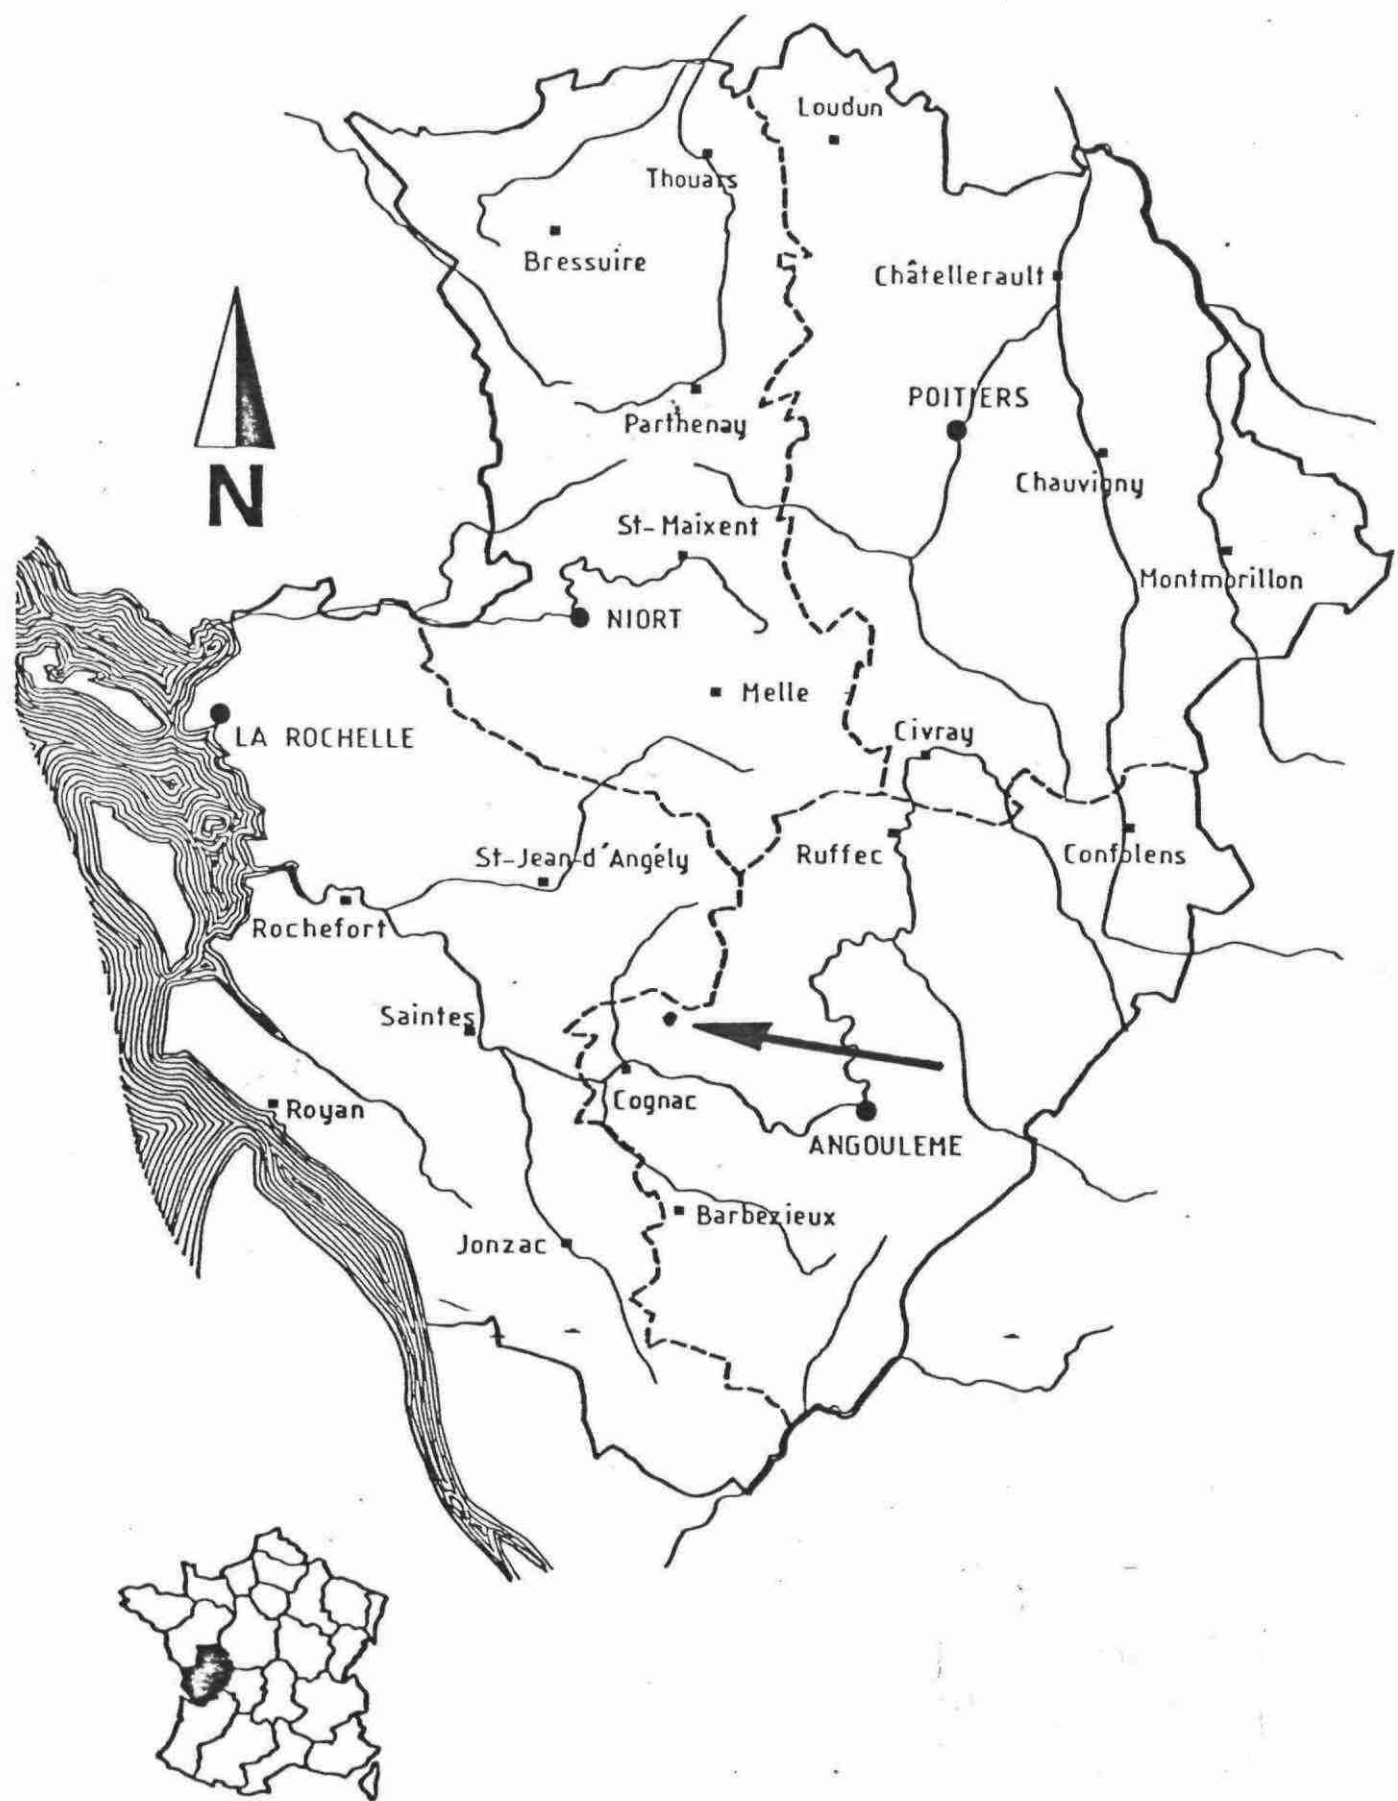 Loudun
Thouars
Bressuire
Châtellerault
POITIERS
Parthenay
Chauvigny
N
St-Maixent
Montmorillon
NIORT
Melle
LA ROCHELLE
Civray
St-Jean-d'Angély
Ruffec
Confolens
Rochefort
Saintes
Royan
Cognac
ANGOULEME
Barbezieux
Jonzac